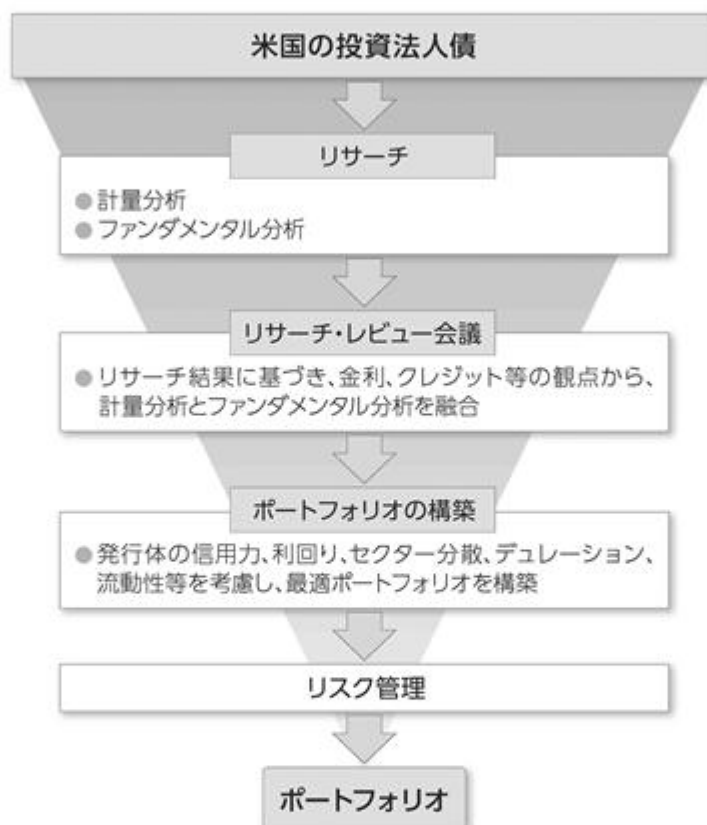 米国の投資法人債
リサーチ
●計量分析
●ファンダメンタル分析
リサーチ・レビュー会議
●リサーチ結果に基づき、金利、クレジット等の観点から、
計量分析とファンダメンタル分析を融合
ポートフォリオの構築
●発行体の信用力、利回り、セクター分散、デュレーション、
流動性等を考慮し、最適ポートフォリオを構築
リスク管理
ポートフォリオ